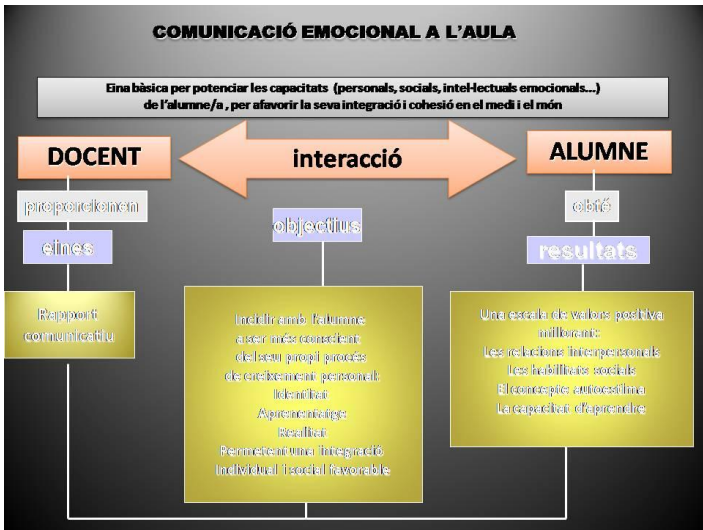 COMUNICACIÓ EMOCIONAL A L'AULA
Eina bàsica per potenciar les capacitats (personals, socials, intel·lectuals emocionals...)
de l'alumne/a , per afavorir la seva integració i cohesió en el medi i el món
DOCENT
interacció
ALUMNE
proporcionen
eines
Rapport
comunicatiu
objectius
Incidir amb l'alumne
a ser més conscient
del seu propi procés
de creixement personal:
Identitat
Aprenentatge
Realitat
Permetent una integració
Individual i social favorable
obté
resultats
Una escala de valors positiva
millorant:
Les relacions interpersonals
Les habilitats socials
El concepte autoestima
La capacitat d'aprendre